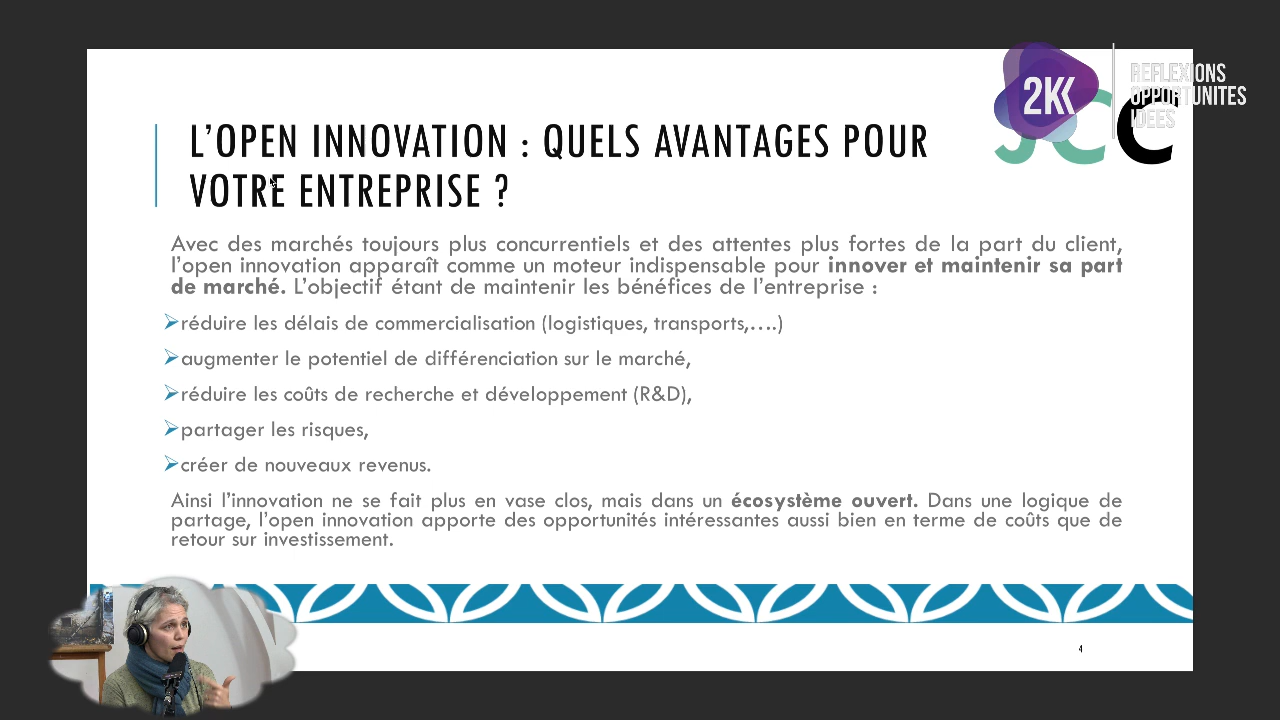 2K
REFLEXIONS
OPPORTUNITES
IDEES
JCC
L'OPEN INNOVATION : QUELS AVANTAGES POUR
VOTRE ENTREPRISE ?
Avec des marchés toujours plus concurrentiels et des attentes plus fortes de la part du client,
l'open innovation apparaît comme un moteur indispensable pour innover et maintenir sa part
de marché. L'objectif étant de maintenir les bénéfices de l'entreprise :
➢réduire les délais de commercialisation (logistiques, transports,….)
➢augmenter le potentiel de différenciation sur le marché,
➢réduire les coûts de recherche et développement (R&D),
➢partager les risques,
➢créer de nouveaux revenus.
Ainsi l'innovation ne se fait plus en vase clos, mais dans un écosystème ouvert. Dans une logique de
partage, l'open innovation apporte des opportunités intéressantes aussi bien en terme de coûts que de
retour sur investissement.
4